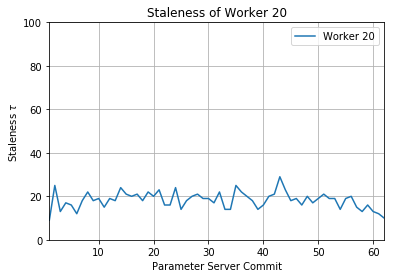 Staleness of Worker 20
100
80
60
40
20
0
Staleness τ
Worker 20
10 20 30 40 50 60
Parameter Server Commit